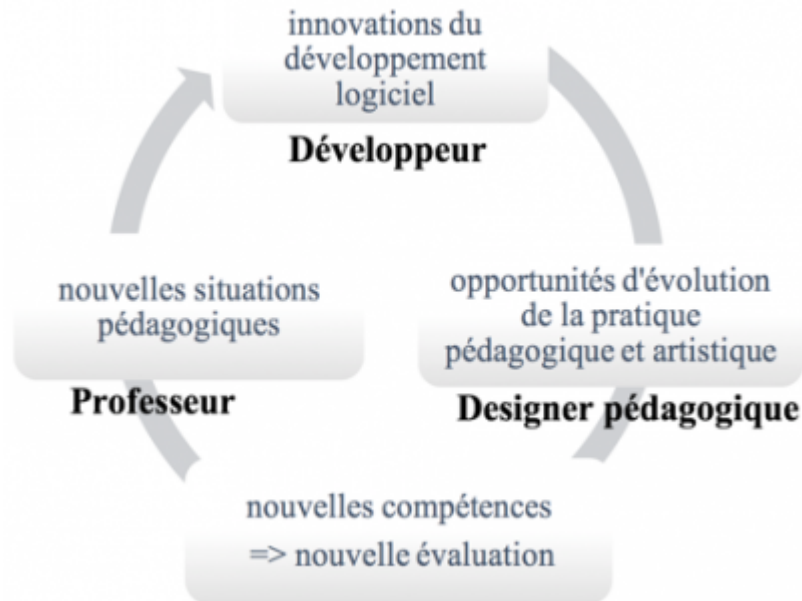 innovations du
développement
logiciel
Développeur
opportunités d'évolution
de la pratique
pédagogique et artistique
Designer pédagogique
nouvelles compétences
=> nouvelle évaluation
nouvelles situations
pédagogiques
Professeur